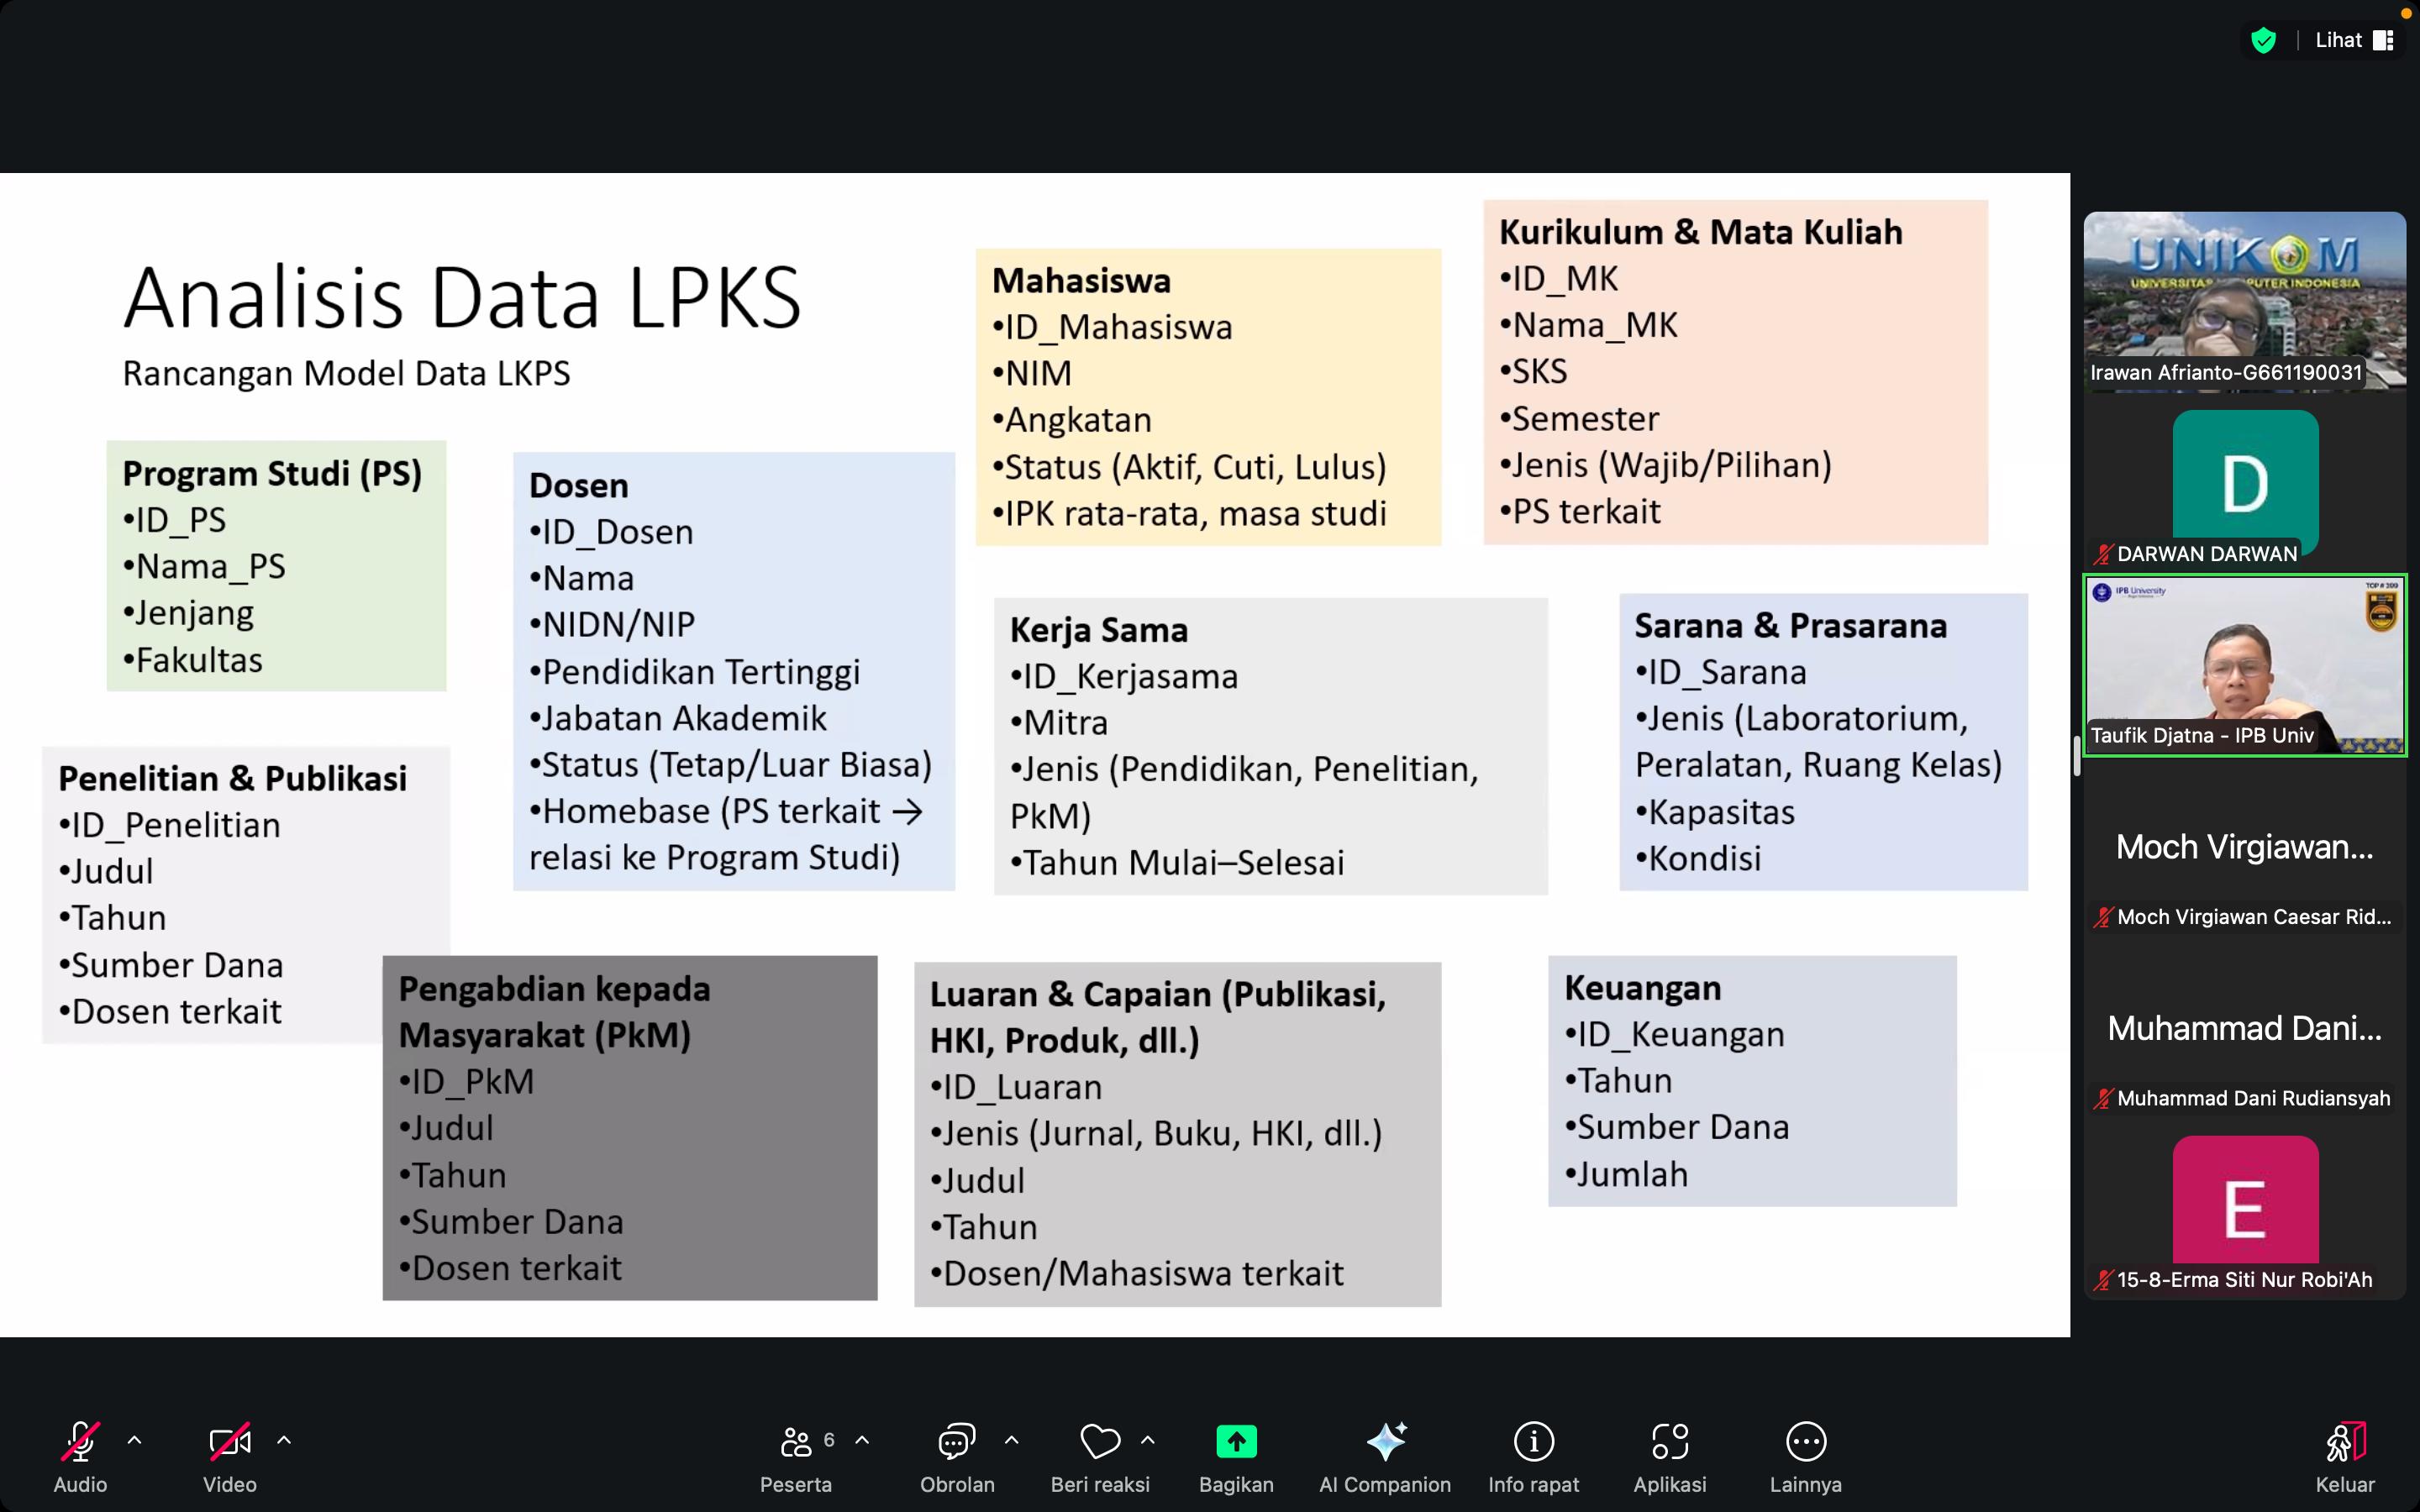 Lihat
Analisis Data LPKS
Rancangan Model Data LKPS
Program Studi (PS)
•ID_PS
•Nama_PS
•Jenjang
•Fakultas
Penelitian & Publikasi
•ID_Penelitian
•Judul
•Tahun
•Sumber Dana
•Dosen terkait
Dosen
•ID_Dosen
•Nama
•NIDN/NIP
•Pendidikan Tertinggi
•Jabatan Akademik
•Status (Tetap/Luar Biasa)
•Homebase (PS terkait →
relasi ke Program Studi)
Mahasiswa
•ID_Mahasiswa
•NIM
•Angkatan
•Status (Aktif, Cuti, Lulus)
•IPK rata-rata, masa studi
Kurikulum & Mata Kuliah
•ID_MK
•Nama_MK
•SKS
•Semester
•Jenis (Wajib/Pilihan)
•PS terkait
Kerja Sama
•ID_Kerjasama
•Mitra
•Jenis (Pendidikan, Penelitian,
PkM)
•Tahun Mulai–Selesai
Sarana & Prasarana
•ID_Sarana
•Jenis (Laboratorium,
Peralatan, Ruang Kelas)
•Kapasitas
•Kondisi
Pengabdian kepada
Masyarakat (PkM)
•ID_PkM
•Judul
•Tahun
•Sumber Dana
•Dosen terkait
Luaran & Capaian (Publikasi,
HKI, Produk, dll.)
•ID_Luaran
•Jenis (Jurnal, Buku, HKI, dll.)
•Judul
•Tahun
•Dosen/Mahasiswa terkait
Keuangan
•ID_Keuangan
•Tahun
•Sumber Dana
•Jumlah
UNIKOM
INDONESIA
Irawan Afrianto-G661190031
D
DARWAN DARWAN
IPB University
TOP # 399
Taufik Djatna - IPB Univ
Moch Virgiawan...
Moch Virgiawan Caesar Rid...
Muhammad Dani...
Muhammad Dani Rudiansyah
E
15-8-Erma Siti Nur Robi'Ah
Audio
Video
Peserta
6
Obrolan
Beri reaksi
Bagikan
AI Companion
Info rapat
Aplikasi
Lainnya
Keluar